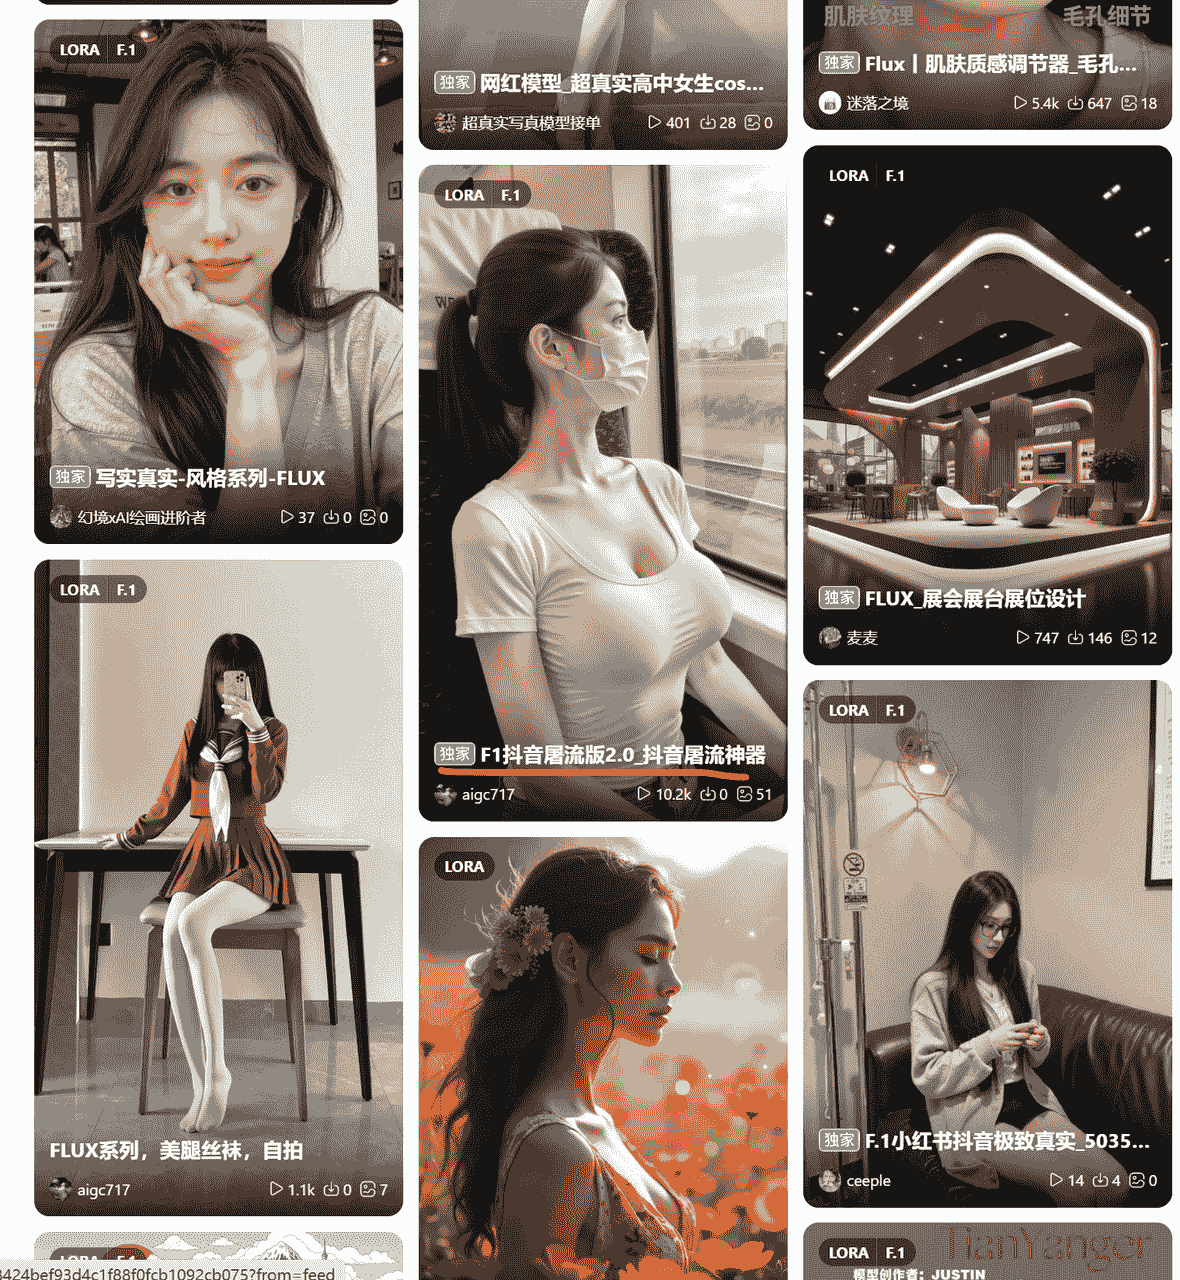 LORA F.1
独家 写实真实-风格系列-FLUX
幻境xAI绘画进阶者 37 0 0
LORA F.1
FLUX系列，美腿丝袜，自拍
aigc717 1.1k 0 7
LORA F.1
8424bef93d4c1f88f0fcb1092cb075?from=feed
独家 网红模型_超真实高中女生cos...
超真实写真模型接单 401 28 0
LORA F.1
独家 F1抖音屠流版2.0_抖音屠流神器
aigc717 10.2k 0 51
LORA
肌肤纹理 毛孔细节
独家 Flux丨肌肤质感调节器_毛孔...
迷落之境 5.4k 647 18
LORA F.1
独家 FLUX_展会展台展位设计
麦麦 747 146 12
LORA F.1
独家 F.1小红书抖音极致真实_5035...
ceeple 14 4 0
LORA F.1
TianYanger
模型创作者：JUSTIN